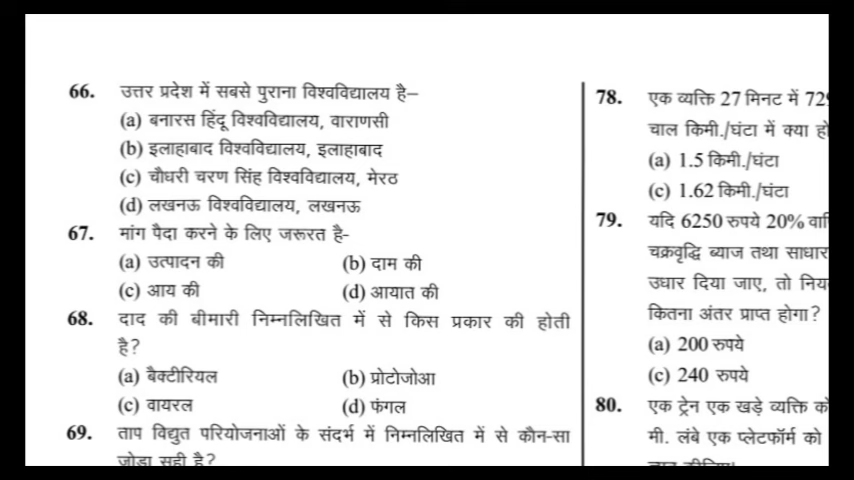 66. उत्तर प्रदेश में सबसे पुराना विश्वविद्यालय है–
(a) बनारस हिंदू विश्वविद्यालय, वाराणसी
(b) इलाहाबाद विश्वविद्यालय, इलाहाबाद
(c) चौधरी चरण सिंह विश्वविद्यालय, मेरठ
(d) लखनऊ विश्वविद्यालय, लखनऊ
67. मांग पैदा करने के लिए जरूरत है-
(a) उत्पादन की (b) दाम की
(c) आय की (d) आयात की
68. दाद की बीमारी निम्नलिखित में से किस प्रकार की होती
है?
(a) बैक्टीरियल (b) प्रोटोजोआ
(c) वायरल (d) फंगल
69. ताप विद्युत परियोजनाओं के संदर्भ में निम्नलिखित में से कौन-सा
जोड़ा सही है?
78. एक व्यक्ति 27 मिनट में
चाल किमी./घंटा में क्या
(a) 1.5 किमी./घंटा
(c) 1.62 किमी./घंटा
79. यदि 6250 रुपये 20%
चक्रवृद्धि ब्याज तथा
उधार दिया जाए, तो
कितना अंतर प्राप्त होगा?
(a) 200 रुपये
(c) 240 रुपये
80. एक ट्रेन एक खड़े व्यक्ति को
मी. लंबे एक प्लेटफॉर्म को